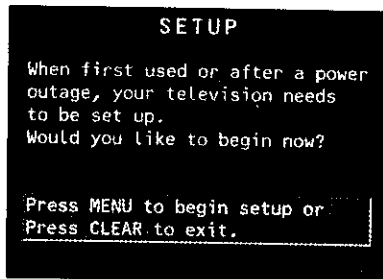 SETUP
When first used or after a power
outage, your television needs
to be set up.
Would you like to begin now?
Press MENU to begin setup or
Press CLEAR to exit.